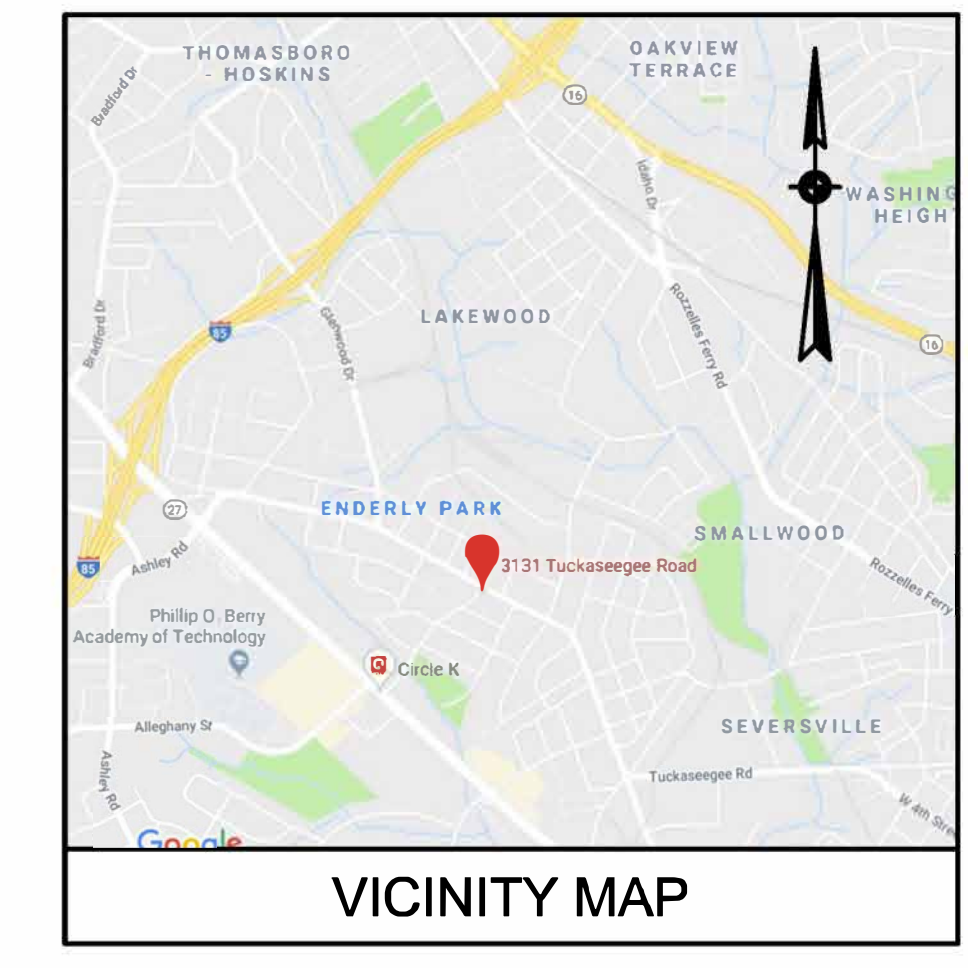 THOMASBORO
- HOSKINS
OAKVIEW
TERRACE
Bradford Dr
16
Idaho Dr
WASHING
HEIGH
Bradford Dr
85
Glenwood Dr
LAKEWOOD
Rozzelles Ferry Rd
16
27
ENDERLY PARK
SMALLWOOD
85
Ashley Rd
3131 Tuckaseegee Road
Rozzelles Ferry
Phillip O. Berry
Academy of Technology
Circle K
Alleghany St
SEVERSVILLE
Ashley Rd
Tuckaseegee Rd
W 4th Stre
Google
VICINITY MAP